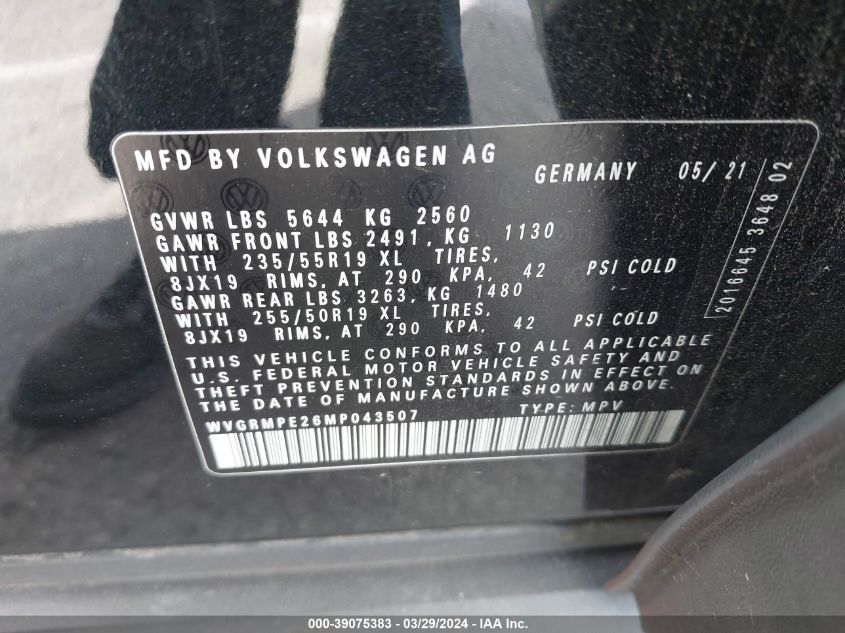 MFD BY VOLKSWAGEN AG GERMANY 05/21
GVWR LBS 5644 KG 2560
GAWR FRONT LBS 2491, KG 1130
WITH 235/55R19 XL TIRES,
8JX19 RIMS, AT 290 KPA, 42 PSI COLD
GAWR REAR LBS 3263, KG 1480
WITH 255/50R19 XL TIRES,
8JX19 RIMS, AT 290 KPA, 42 PSI COLD
THIS VEHICLE CONFORMS TO ALL APPLICABLE
U.S. FEDERAL MOTOR VEHICLE SAFETY AND
THEFT PREVENTION STANDARDS IN EFFECT ON
THE DATE OF MANUFACTURE SHOWN ABOVE.
WVGRMPE26MP043507 TYPE: MPV
2016645 3648 02
000-39075383 - 03/29/2024 - IAA Inc.